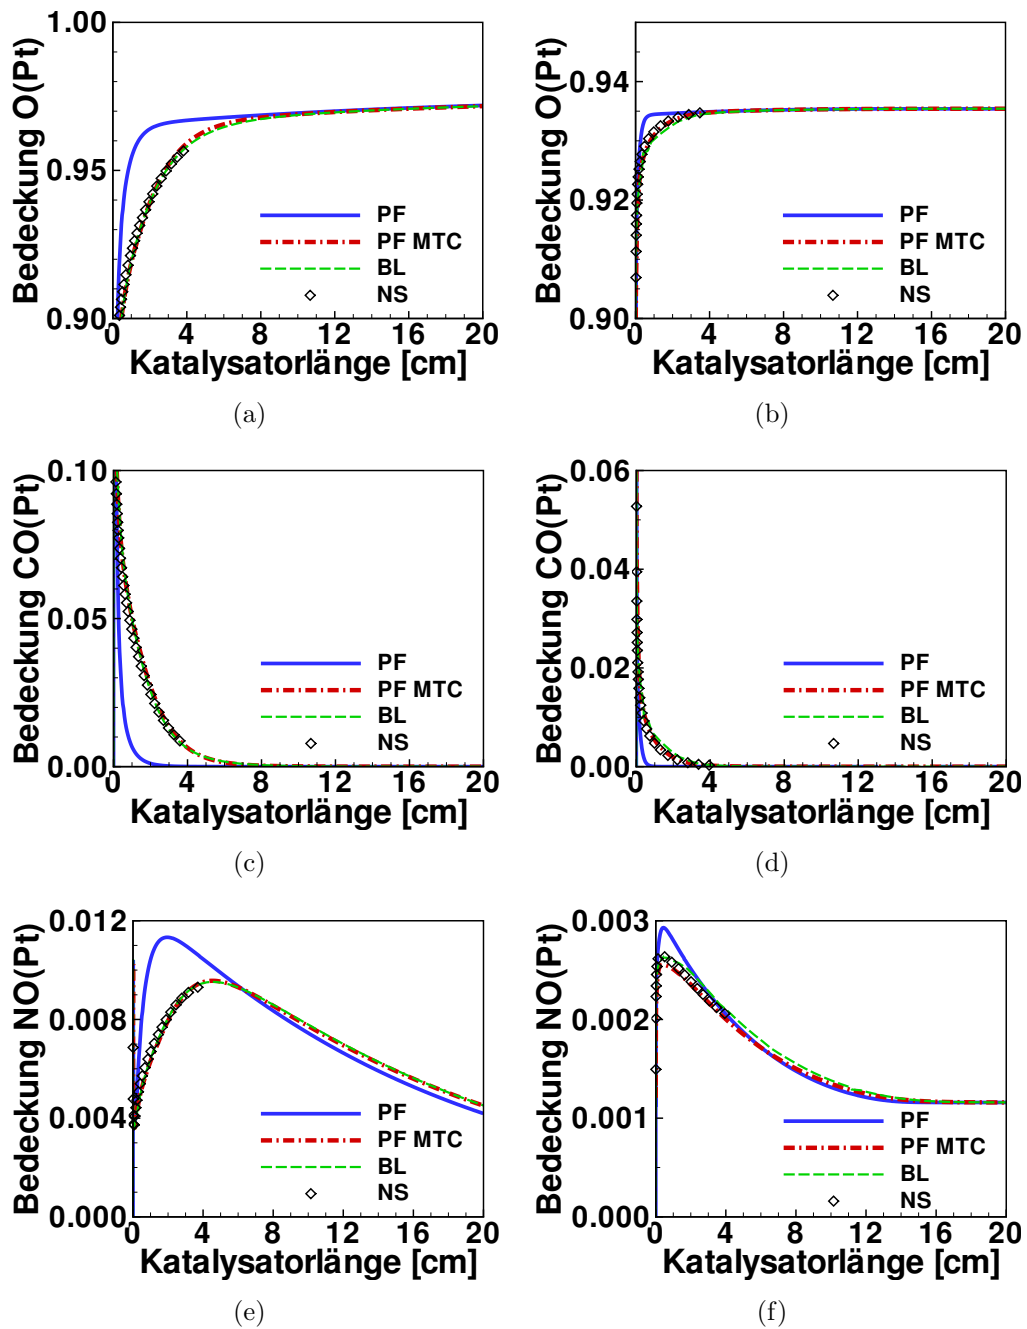 1.00
0.95
0.90
Bedeckung O(Pt)
PF
PF MTC
BL
NS
0 4 8 12 16 20
Katalysatorlänge [cm]
(a)
0.94
0.92
0.90
Bedeckung O(Pt)
PF
PF MTC
BL
NS
0 4 8 12 16 20
Katalysatorlänge [cm]
(b)
0.10
0.05
0.00
Bedeckung CO(Pt)
PF
PF MTC
BL
NS
0 4 8 12 16 20
Katalysatorlänge [cm]
(c)
0.06
0.04
0.02
0.00
Bedeckung CO(Pt)
PF
PF MTC
BL
NS
0 4 8 12 16 20
Katalysatorlänge [cm]
(d)
0.012
0.008
0.004
0.000
Bedeckung NO(Pt)
PF
PF MTC
BL
NS
0 4 8 12 16 20
Katalysatorlänge [cm]
(e)
0.003
0.002
0.001
0.000
Bedeckung NO(Pt)
PF
PF MTC
BL
NS
0 4 8 12 16 20
Katalysatorlänge [cm]
(f)